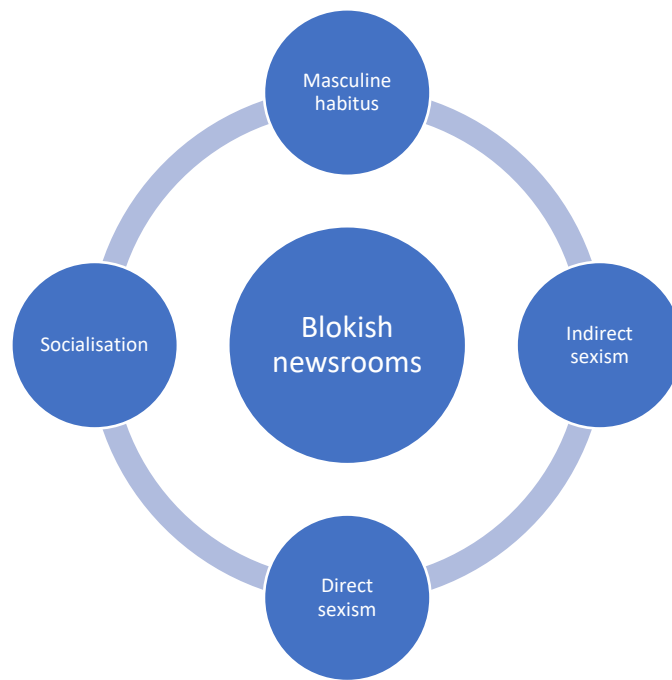 Masculine
habitus
Socialisation
Blokish
newsrooms
Indirect
sexism
Direct
sexism